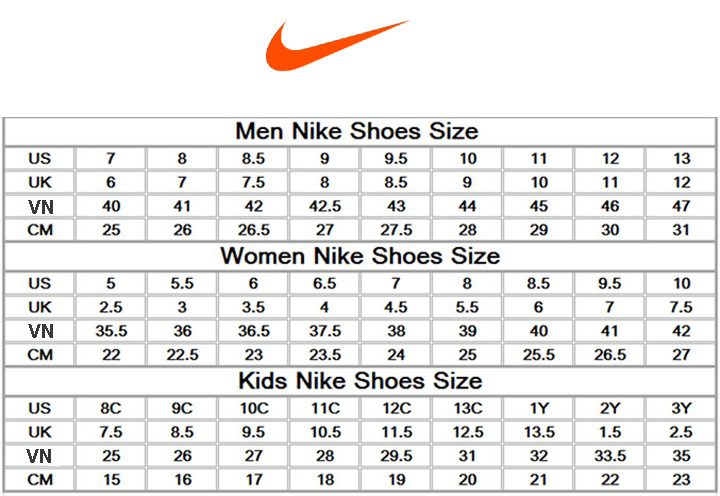 Men Nike Shoes Size
US 7 8 8.5 9 9.5 10 11 12 13
UK 6 7 7.5 8 8.5 9 10 11 12
VN 40 41 42 42.5 43 44 45 46 47
CM 25 26 26.5 27 27.5 28 29 30 31
Women Nike Shoes Size
US 5 5.5 6 6.5 7 8 8.5 9.5 10
UK 2.5 3 3.5 4 4.5 5.5 6 7 7.5
VN 35.5 36 36.5 37.5 38 39 40 41 42
CM 22 22.5 23 23.5 24 25 25.5 26.5 27
Kids Nike Shoes Size
US 8C 9C 10C 11C 12C 13C 1Y 2Y 3Y
UK 7.5 8.5 9.5 10.5 11.5 12.5 13.5 1.5 2.5
VN 25 26 27 28 29.5 31 32 33.5 35
CM 15 16 17 18 19 20 21 22 23